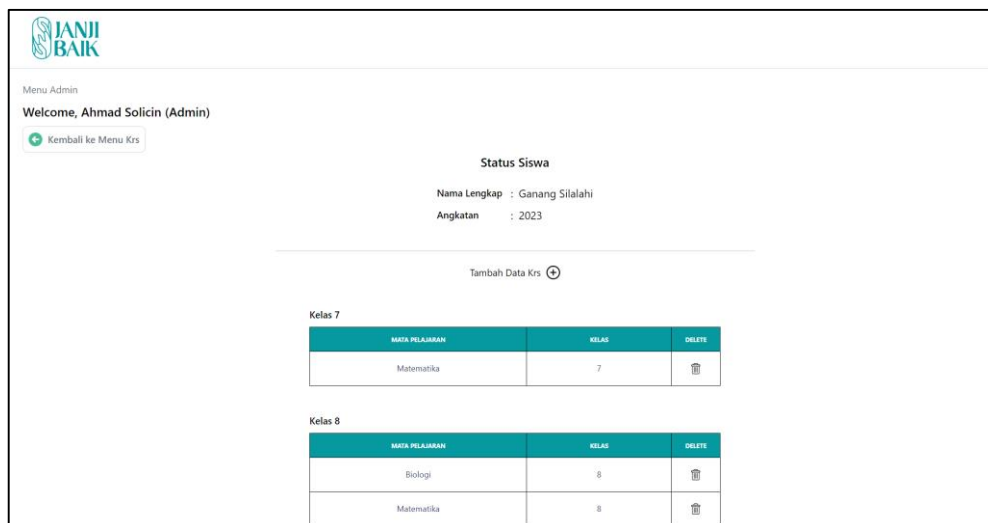 JANJI
BAIK
Menu Admin
Welcome, Ahmad Solicin (Admin)
Kembali ke Menu Krs
Status Siswa
Nama Lengkap : Ganang Silalahi
Angkatan : 2023
Tambah Data Krs
Kelas 7
MATA PELAJARAN KELAS DELETE
Matematika 7
Kelas 8
MATA PELAJARAN KELAS DELETE
Biologi 8
Matematika 8